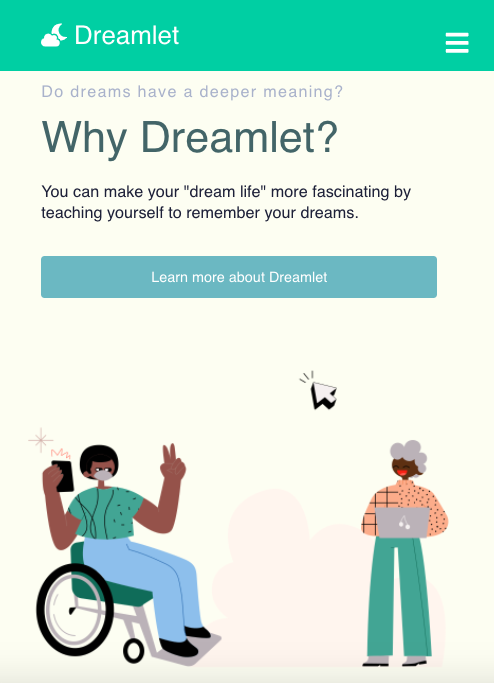 Dreamlet
Do dreams have a deeper meaning?
Why Dreamlet?
You can make your "dream life" more fascinating by
teaching yourself to remember your dreams.
Learn more about Dreamlet